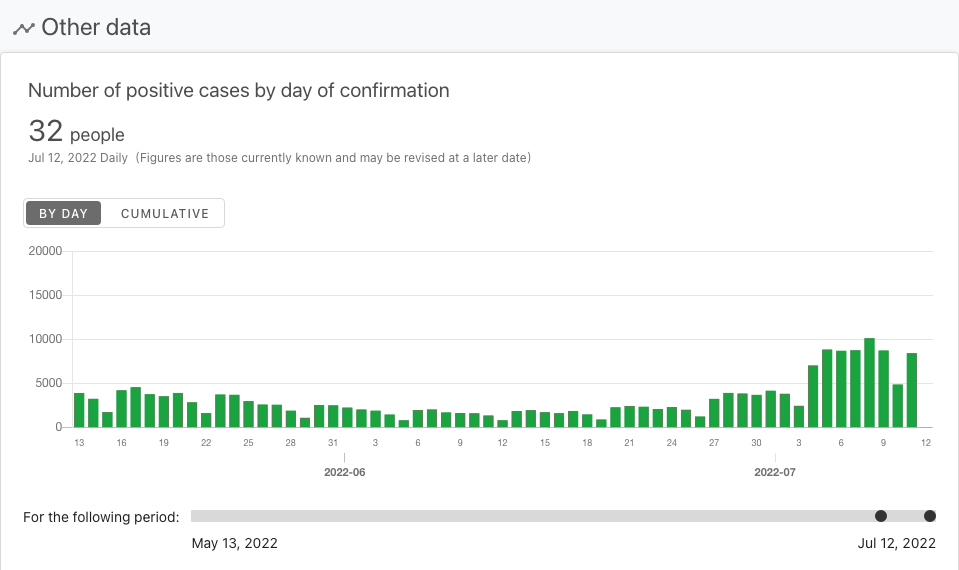 Other data
Number of positive cases by day of confirmation
32 people
Jul 12, 2022 Daily (Figures are those currently known and may be revised at a later date)
BY DAY CUMULATIVE
20000
15000
10000
5000
0
13 16 19 22 25 28 31 3 6 9 12 15 18 21 24 27 30 3 6 9 12
2022-06 2022-07
For the following period:
May 13, 2022 Jul 12, 2022